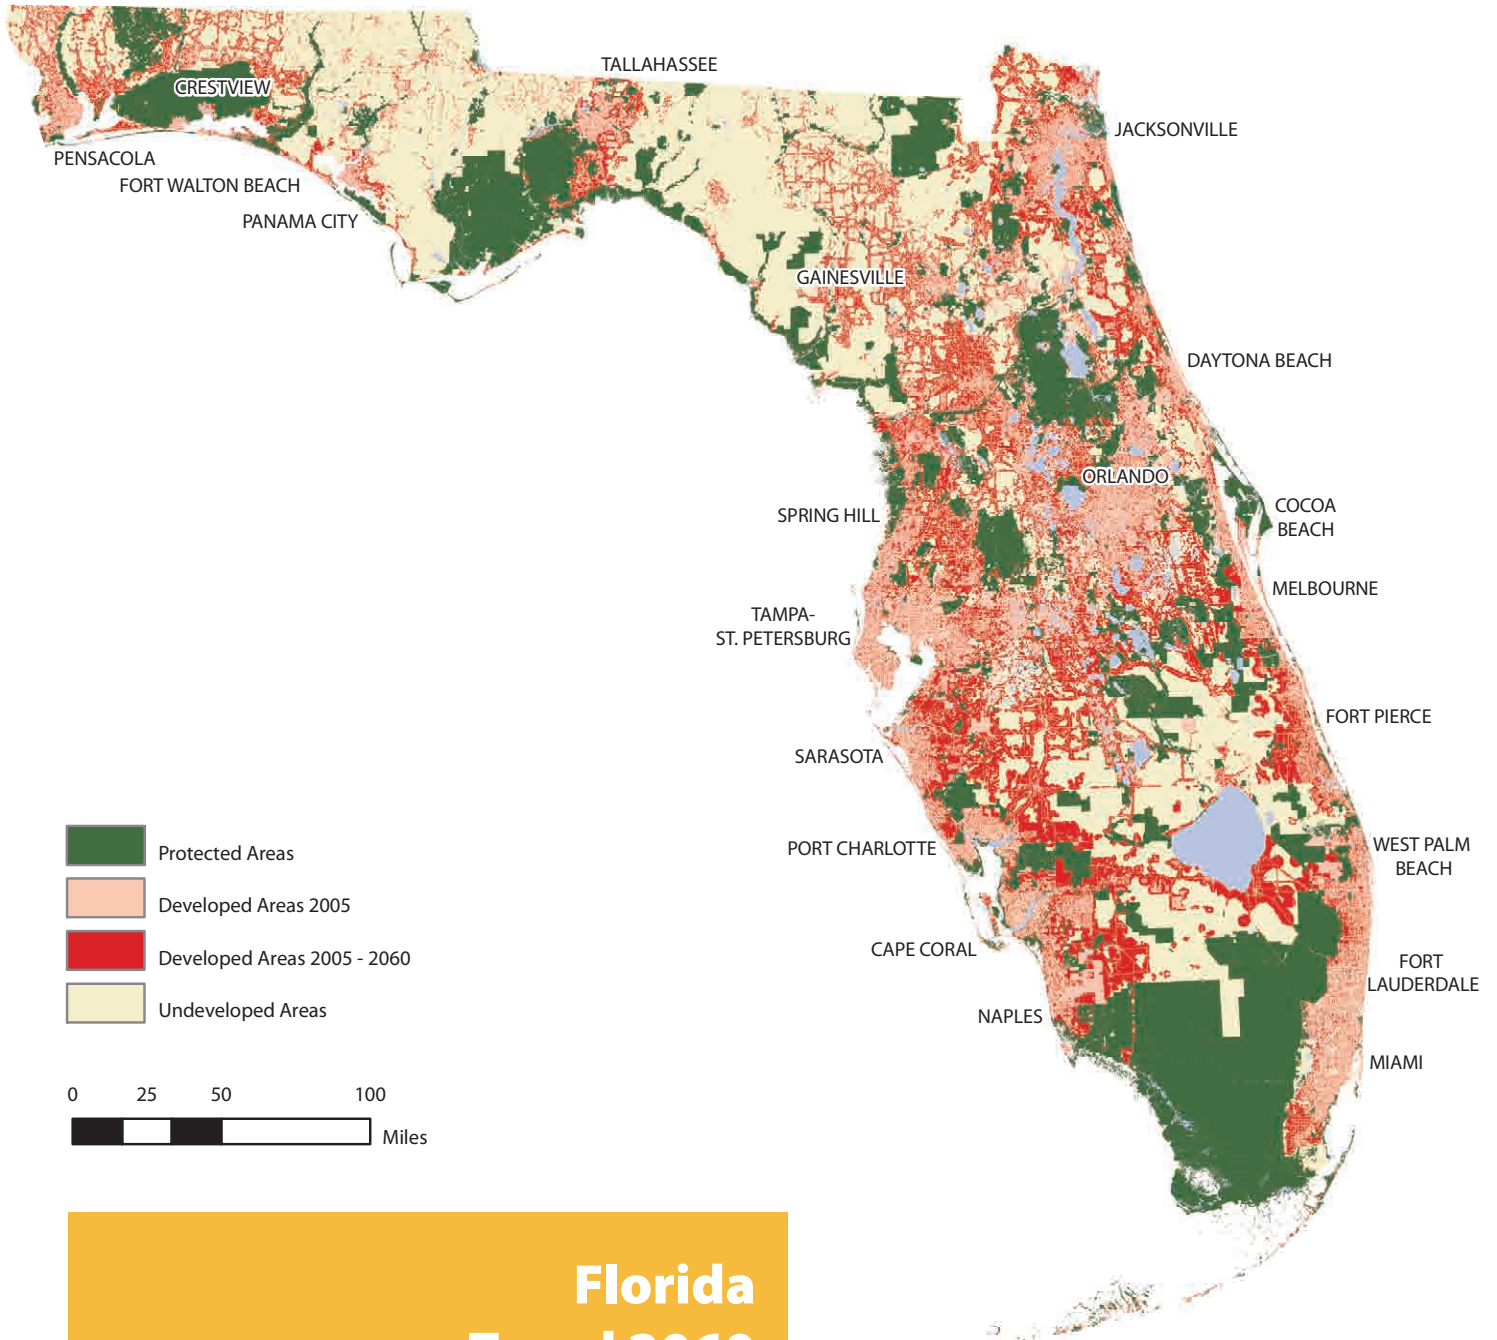 TALLAHASSEE
CRESTVIEW
JACKSONVILLE
PENSACOLA
FORT WALTON BEACH
PANAMA CITY
GAINESVILLE
DAYTONA BEACH
ORLANDO
SPRING HILL
COCOA
BEACH
MELBOURNE
TAMPA-
ST. PETERSBURG
FORT PIERCE
SARASOTA
PORT CHARLOTTE
WEST PALM
BEACH
CAPE CORAL
FORT
LAUDERDALE
NAPLES
MIAMI
Protected Areas
Developed Areas 2005
Developed Areas 2005 - 2060
Undeveloped Areas
0 25 50 100
Miles
Florida
Trend 2060